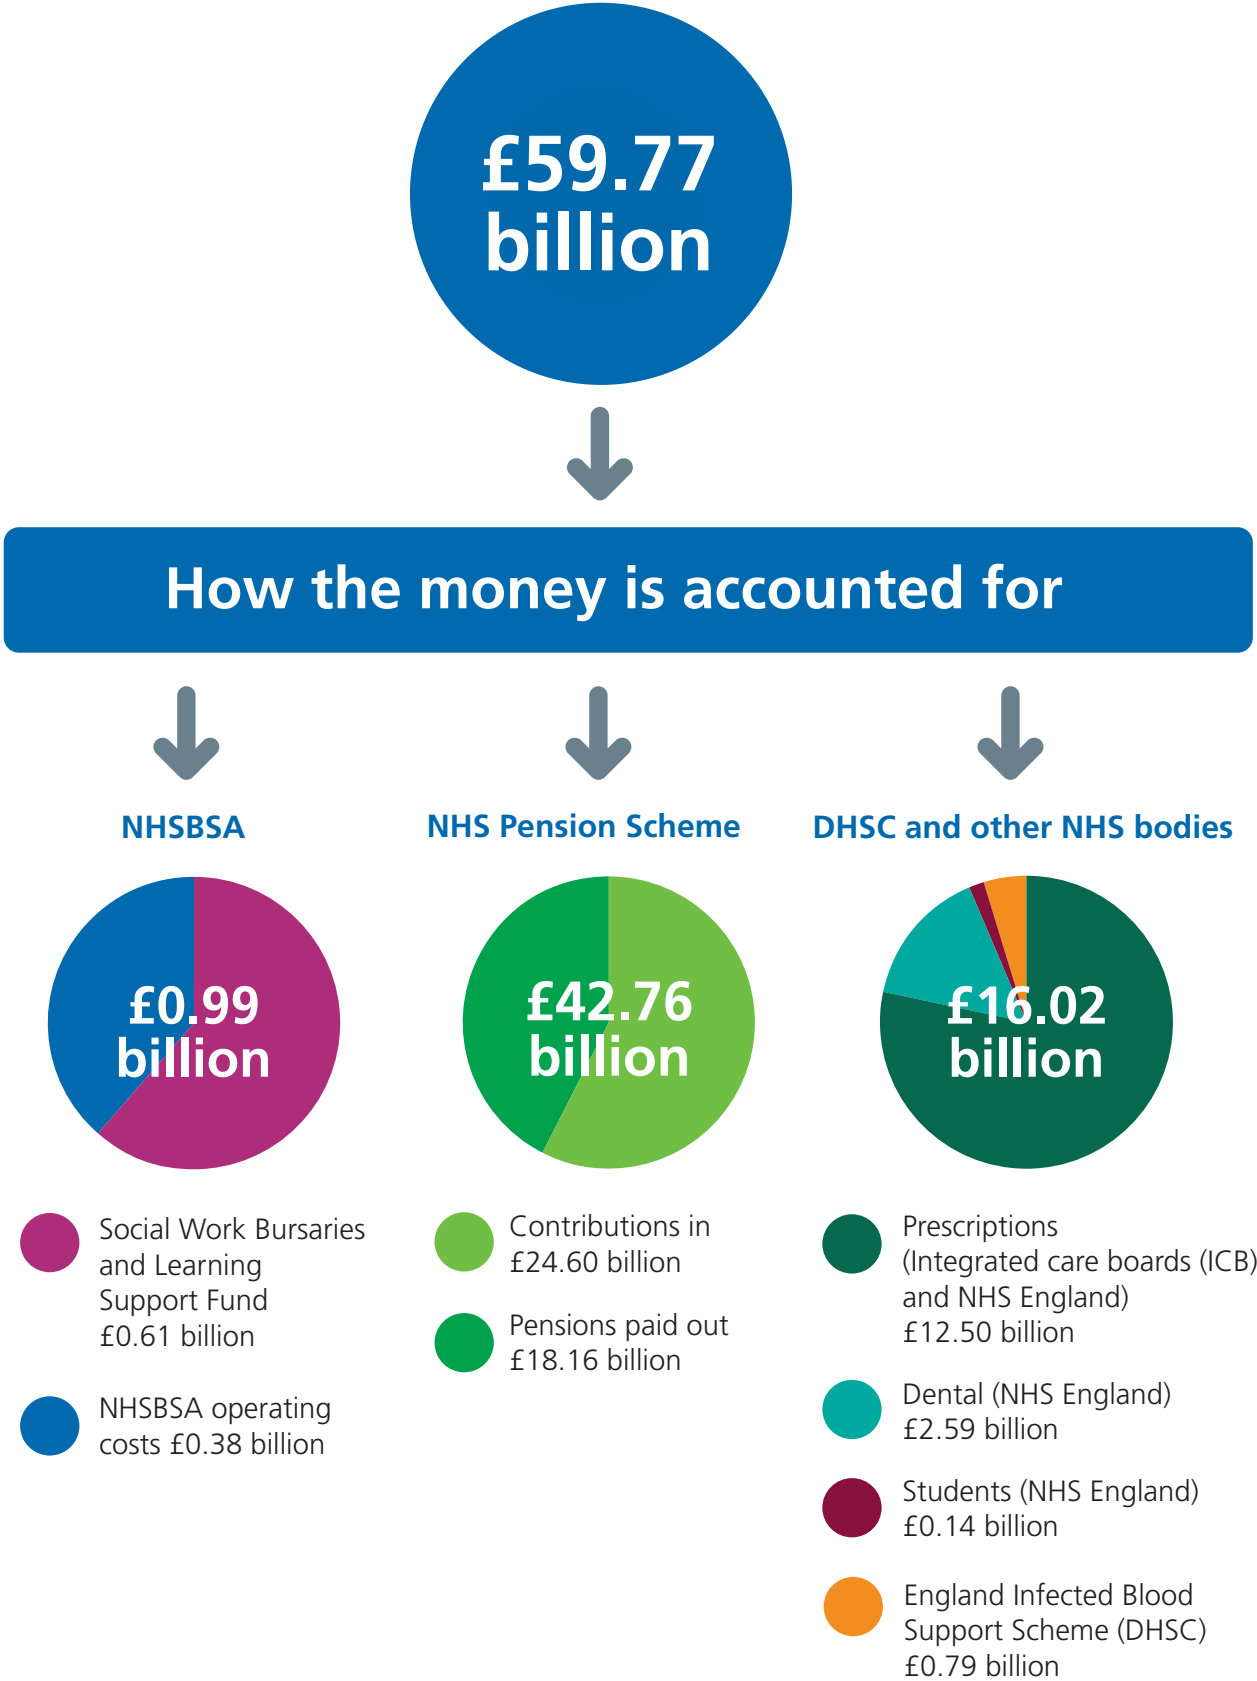 £59.77
billion
How the money is accounted for
NHSBSA
£0.99
billion
Social Work Bursaries
and Learning
Support Fund
£0.61 billion
NHSBSA operating
costs £0.38 billion
NHS Pension Scheme
£42.76
billion
Contributions in
£24.60 billion
Pensions paid out
£18.16 billion
DHSC and other NHS bodies
£16.02
billion
Prescriptions
(Integrated care boards (ICB)
and NHS England)
£12.50 billion
Dental (NHS England)
£2.59 billion
Students (NHS England)
£0.14 billion
England Infected Blood
Support Scheme (DHSC)
£0.79 billion